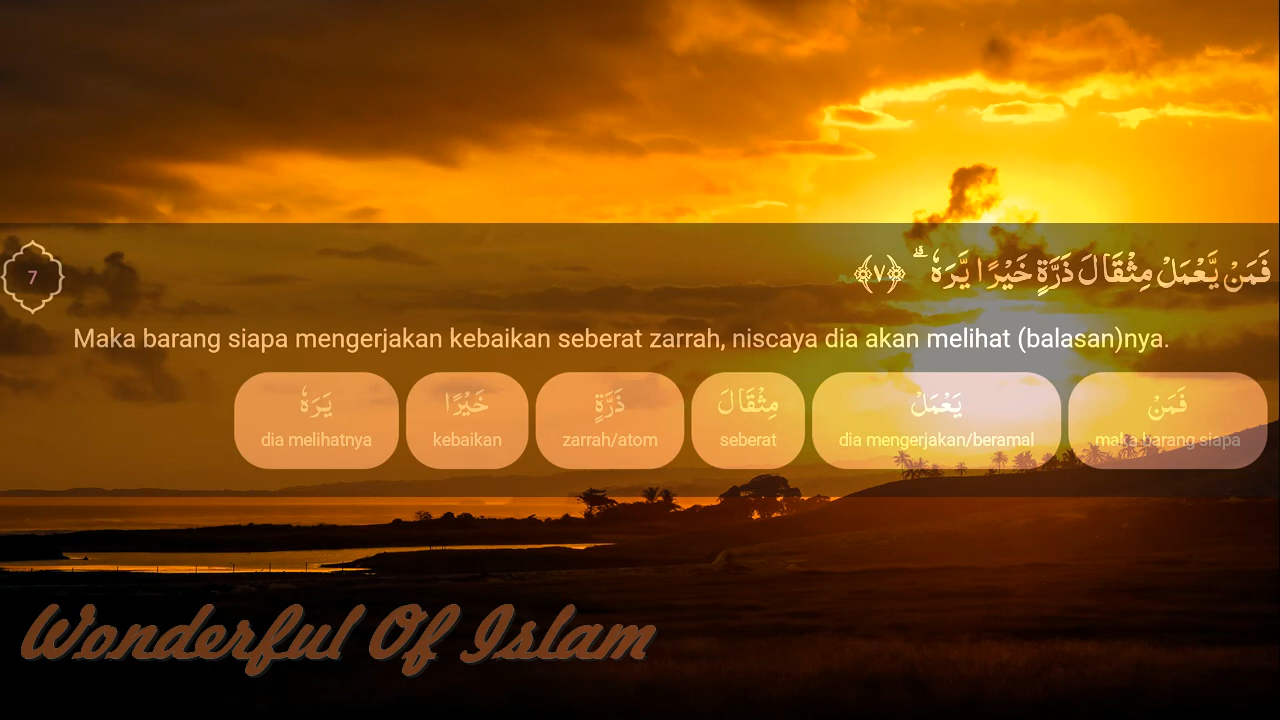 7
فَمَنْ يَّعْمَلْ مِثْقَالَ ذَرَّةٍ خَيْرًا يَّرَهٗ ۗ ﴿٧﴾
Maka barang siapa mengerjakan kebaikan seberat zarrah, niscaya dia akan melihat (balasan)nya.
فَمَنْ يَعْمَلْ مِثْقَالَ ذَرَّةٍ خَيْرًا يَرَهٗ
maka barang siapa dia mengerjakan/beramal seberat zarrah/atom kebaikan dia melihatnya
Wonderful Of Islam